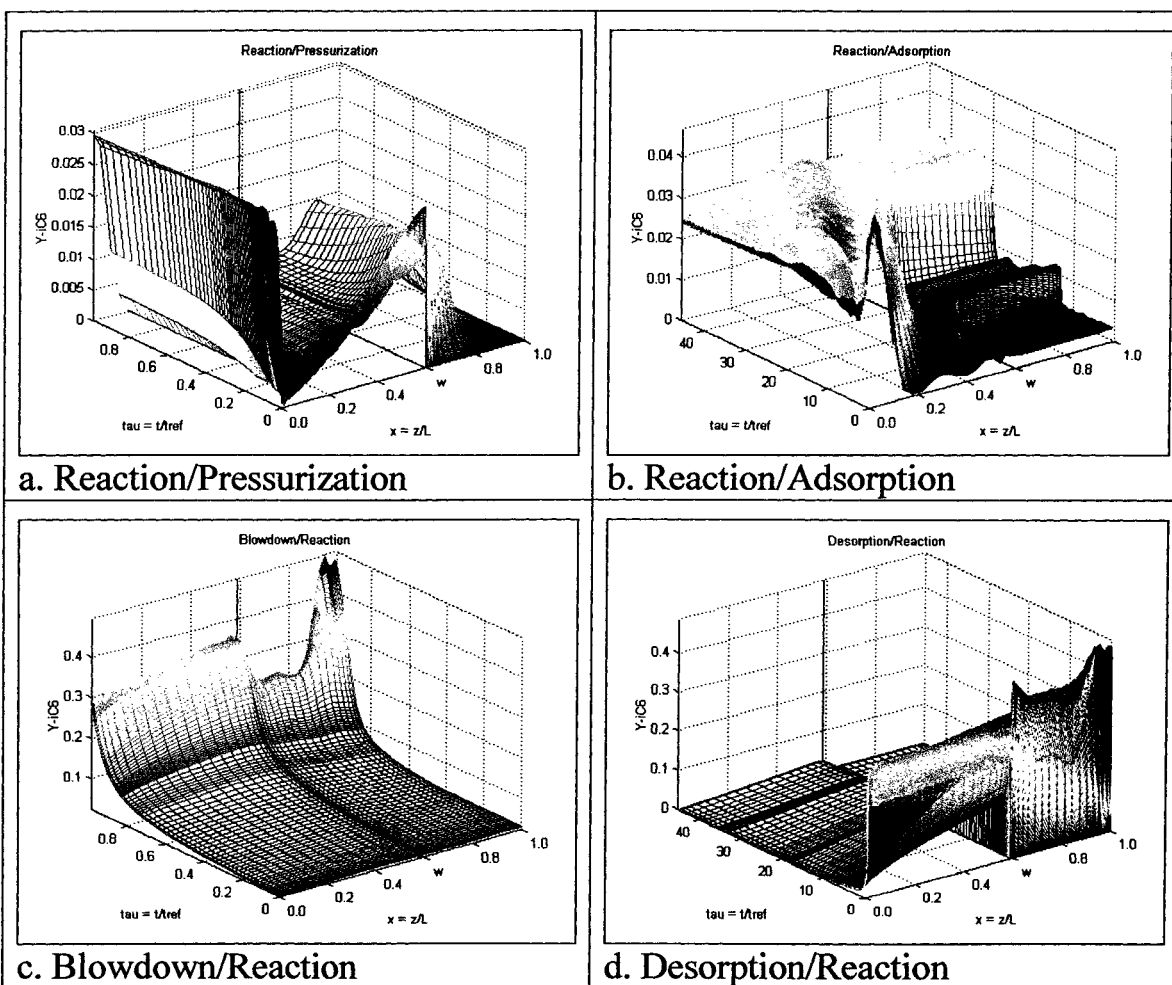 Reaction/Pressurization
Y-iC6
0.03
0.025
0.02
0.015
0.01
0.005
0
0.8
0.6
0.4
0.2
0
0.0
0.2
0.4
w
0.8
1.0
tau = t/tref
x = z/L
a. Reaction/Pressurization
Reaction/Adsorption
Y-iC6
0.04
0.03
0.02
0.01
0
40
30
20
10
0
0.0
0.2
0.4
w
0.8
1.0
tau = t/tref
x = z/L
b. Reaction/Adsorption
Blowdown/Reaction
Y-iC6
0.4
0.3
0.2
0.1
0.8
0.6
0.4
0.2
0
0.0
0.2
0.4
w
0.8
1.0
tau = t/tref
x = z/L
c. Blowdown/Reaction
Desorption/Reaction
Y-iC6
0.4
0.3
0.2
0.1
0
40
30
20
10
0
0.0
0.2
0.4
w
0.8
1.0
tau = t/tref
x = z/L
d. Desorption/Reaction